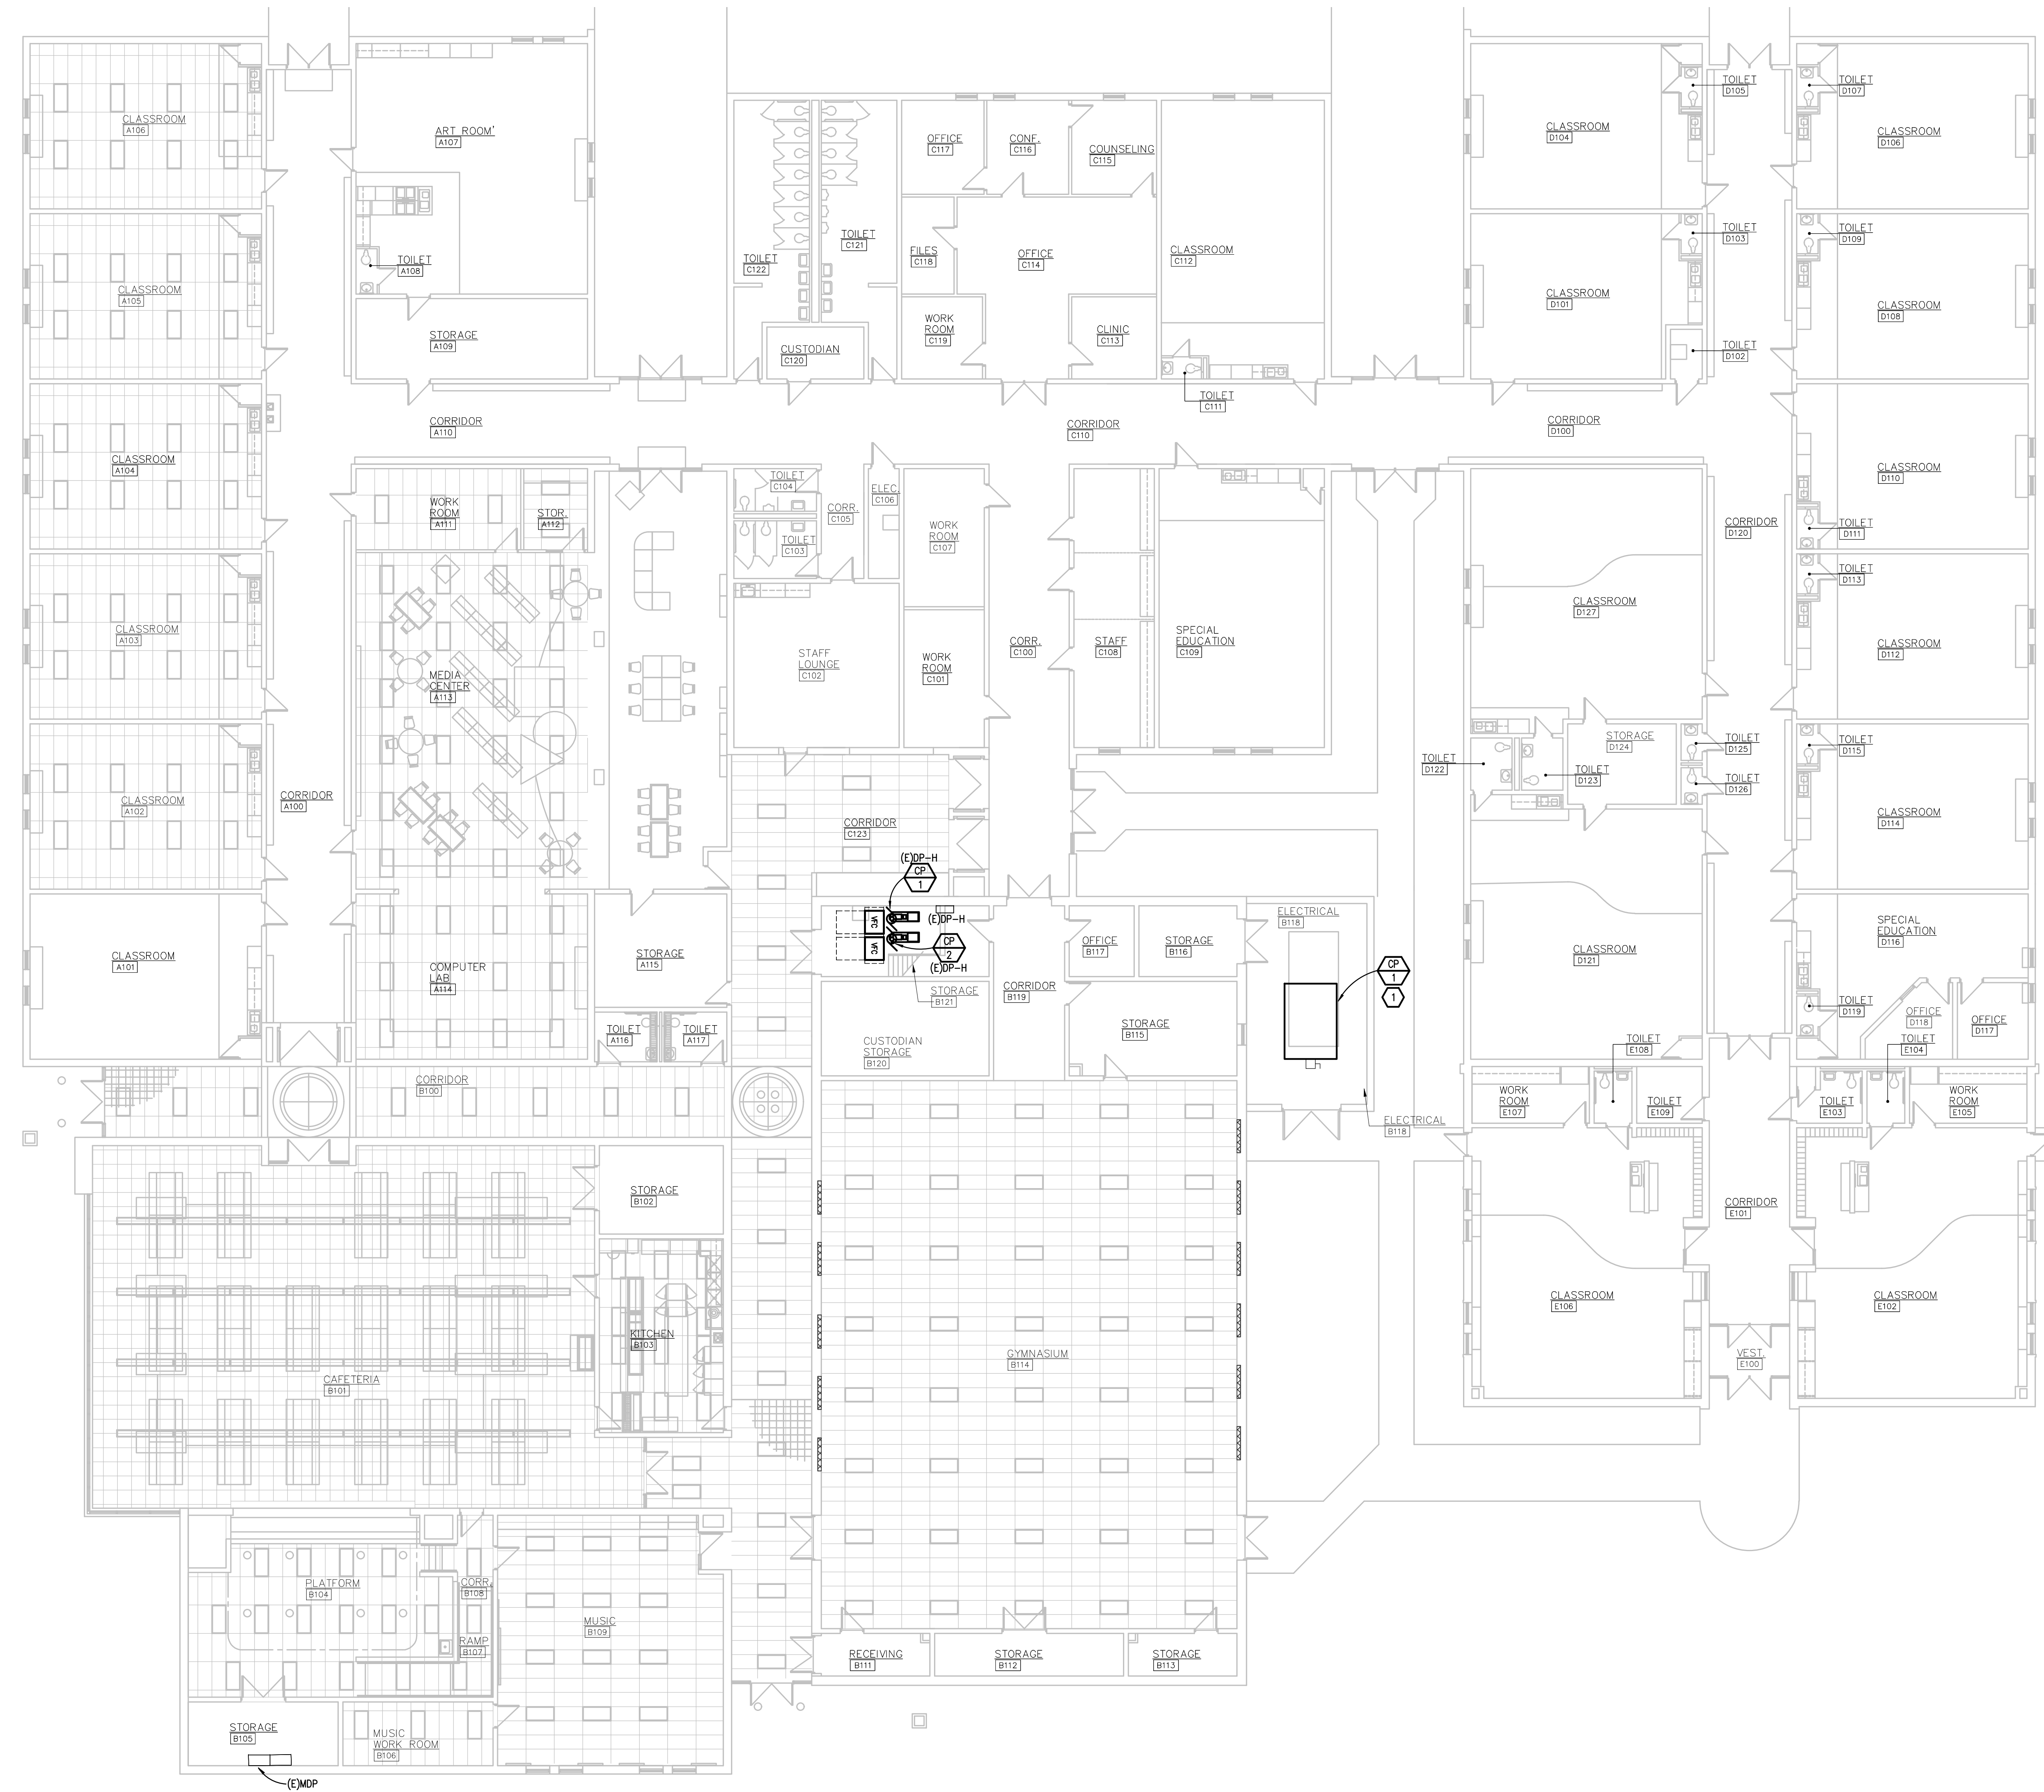 CLASSROOM
A106
ART ROOM'
A107
OFFICE
C117
CONF.
C116
COUNSELING
C115
CLASSROOM
D104
TOILET
D105
TOILET
D107
CLASSROOM
D106
CLASSROOM
A105
TOILET
A108
STORAGE
A109
TOILET
C122
TOILET
C121
CUSTODIAN
C120
FILES
C118
OFFICE
C114
WORK
ROOM
C119
CLINIC
C113
CLASSROOM
C112
TOILET
C111
CLASSROOM
D101
TOILET
D103
TOILET
D109
TOILET
D102
CLASSROOM
D108
CORRIDOR
A110
CORRIDOR
C110
CORRIDOR
D100
CLASSROOM
A104
WORK
ROOM
A111
STOR.
A112
TOILET
C104
TOILET
C103
CORR.
C105
ELEC.
C106
WORK
ROOM
C107
CORRIDOR
D120
CLASSROOM
D110
TOILET
D111
TOILET
D113
CLASSROOM
A103
MEDIA
CENTER
A113
STAFF
LOUNGE
C102
WORK
ROOM
C101
CORR.
C100
STAFF
C108
SPECIAL
EDUCATION
C109
CLASSROOM
D127
CLASSROOM
D112
TOILET
D122
TOILET
D123
STORAGE
D124
TOILET
D125
TOILET
D126
TOILET
D115
CLASSROOM
D114
CLASSROOM
A102
CORRIDOR
A100
CORRIDOR
C123
(E)DP-H
CP
1
VFC
(E)DP-H
VFC
CP
2
(E)DP-H
STORAGE
B121
CLASSROOM
A101
COMPUTER
LAB
A114
STORAGE
A115
TOILET
A116
TOILET
A117
CORRIDOR
B119
OFFICE
B117
STORAGE
B116
ELECTRICAL
B118
CP
1
1
CLASSROOM
D121
SPECIAL
EDUCATION
D116
TOILET
D119
OFFICE
D118
OFFICE
D117
CUSTODIAN
STORAGE
B120
STORAGE
B115
ELECTRICAL
B118
TOILET
E108
TOILET
E104
CORRIDOR
B100
WORK
ROOM
E107
TOILET
E109
TOILET
E103
WORK
ROOM
E105
STORAGE
B102
KITCHEN
B103
CAFETERIA
B101
GYMNASIUM
B114
CORRIDOR
E101
CLASSROOM
E106
CLASSROOM
E102
VEST.
E100
PLATFORM
B104
CORR.
B108
RAMP
B107
MUSIC
B109
RECEIVING
B111
STORAGE
B112
STORAGE
B113
STORAGE
B105
MUSIC
WORK ROOM
B106
(E)MDP